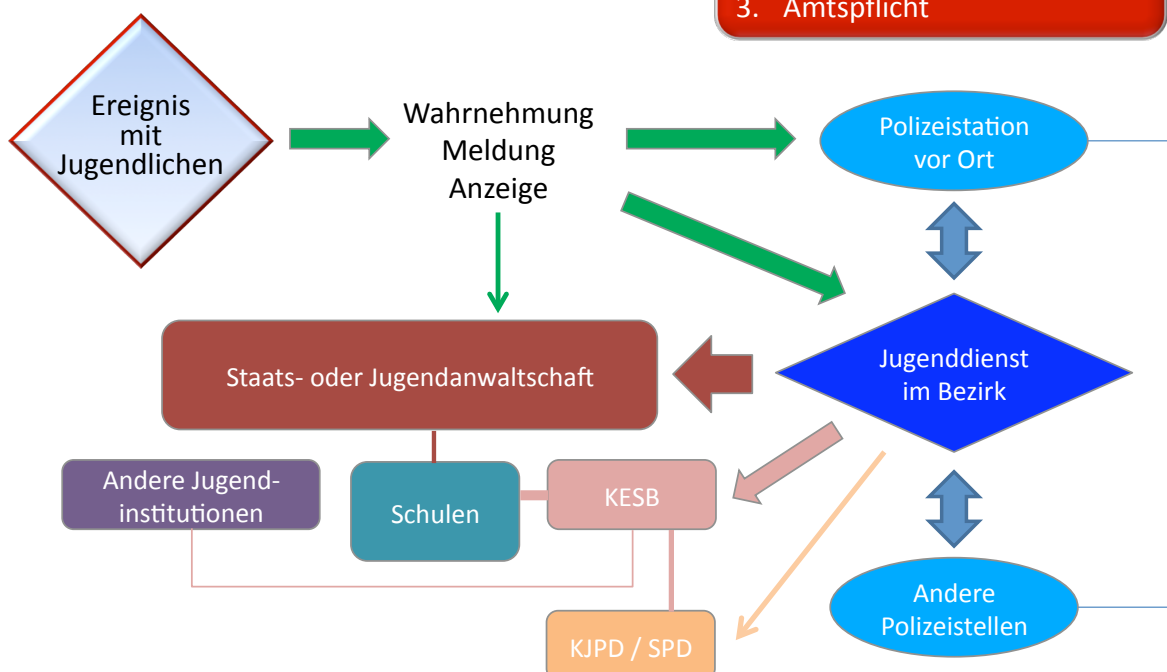 3. Amtspflicht
Ereignis
mit
Jugendlichen
Wahrnehmung
Meldung
Anzeige
Polizeistation
vor Ort
Staats- oder Jugendanwaltschaft
Jugenddienst
im Bezirk
Andere Jugend-
institutionen
Schulen
KESB
KJPD / SPD
Andere
Polizeistellen